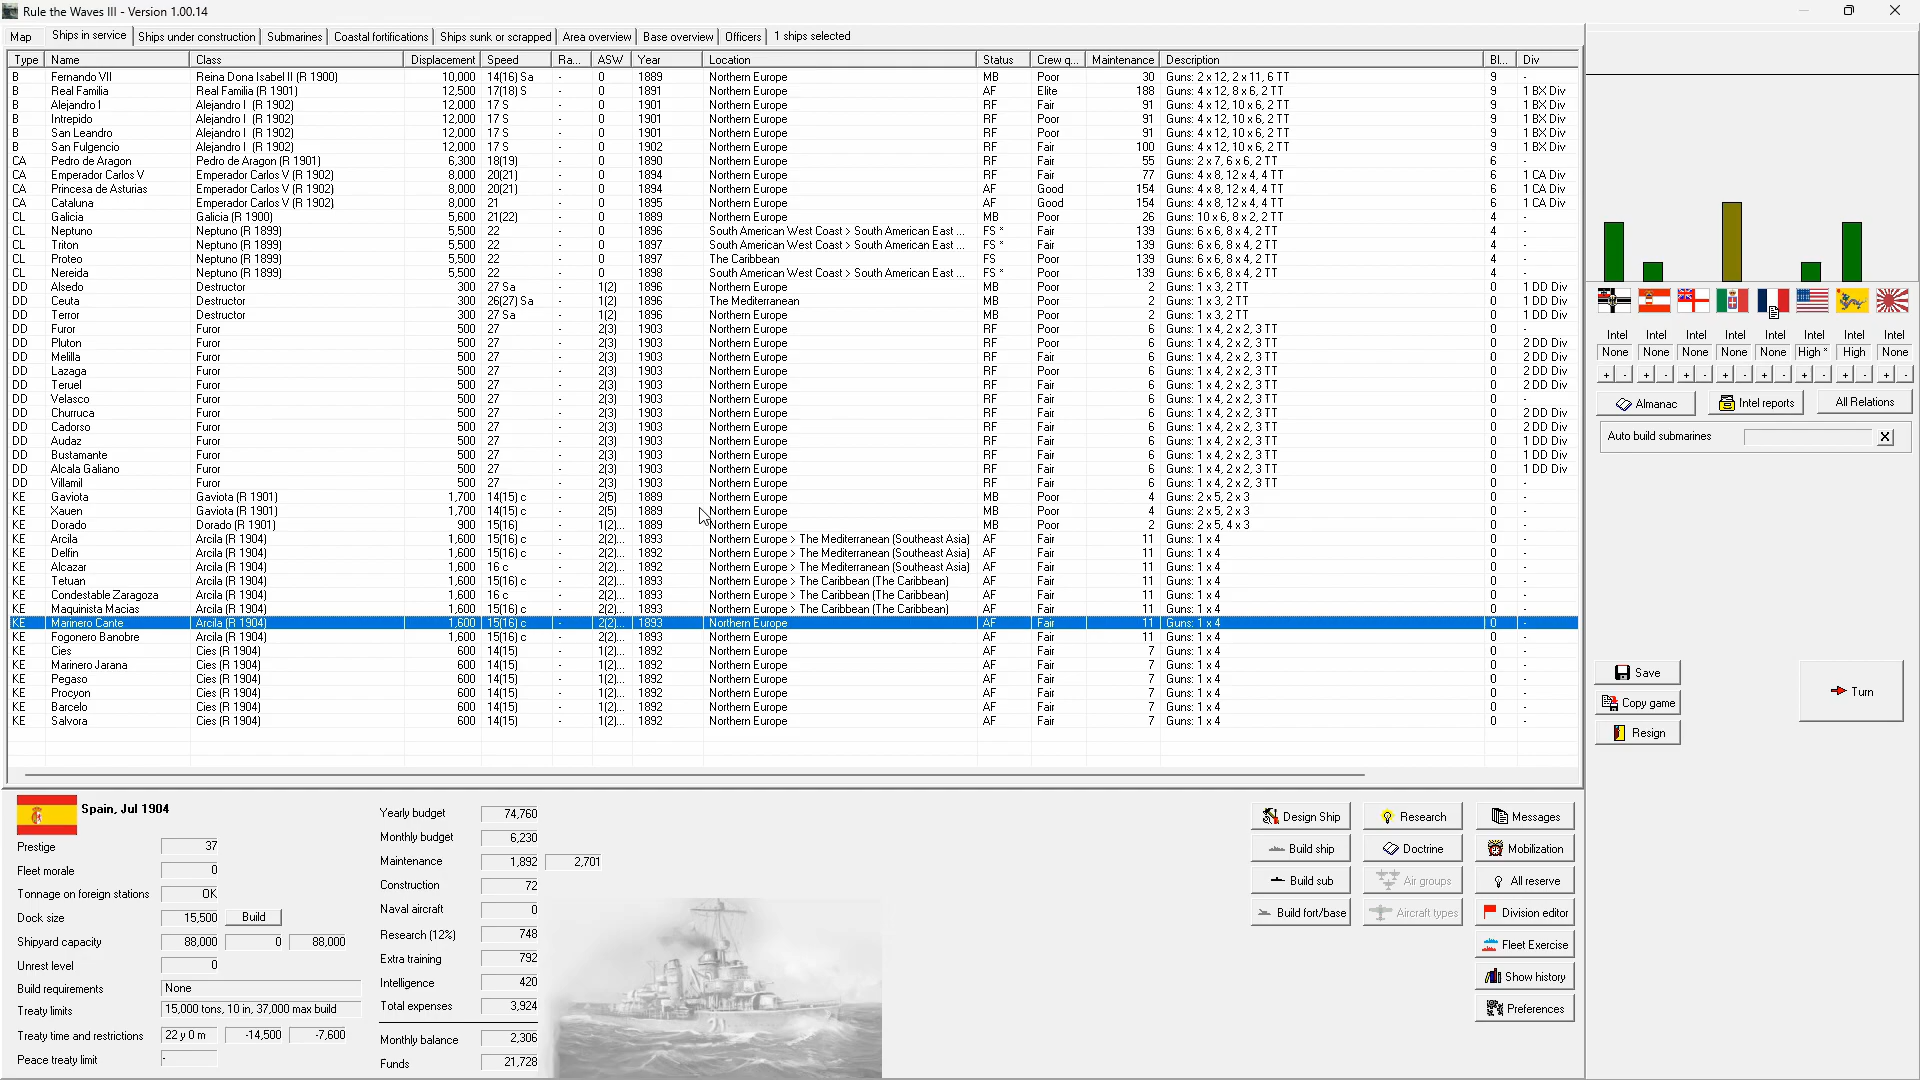 Rule the Waves III - Version 1.00.14
Map Ships in service Ships under construction Submarines Coastal fortifications Ships sunk or scrapped Area overview Base overview Officers 1 ships selected
Type Name Class Displacement Speed Ra... ASW Year Location Status Crew q... Maintenance Description Bl... Div
B Fernando VII Reina Dona Isabel II (R 1900) 10,000 14(16) Sa - 0 1889 Northern Europe MB Poor 30 Guns: 2 x 12, 2 x 11, 6 TT 9 -
B Real Familia Real Familia (R 1901) 12,500 17(18) S - 0 1891 Northern Europe AF Elite 188 Guns: 4 x 12, 8 x 6, 2 TT 9 1 BX Div
B Alejandro I Alejandro I (R 1902) 12,000 17 S - 0 1901 Northern Europe RF Fair 91 Guns: 4 x 12, 10 x 6, 2 TT 9 1 BX Div
B Intrepido Alejandro I (R 1902) 12,000 17 S - 0 1901 Northern Europe RF Poor 91 Guns: 4 x 12, 10 x 6, 2 TT 9 1 BX Div
B San Leandro Alejandro I (R 1902) 12,000 17 S - 0 1901 Northern Europe RF Poor 91 Guns: 4 x 12, 10 x 6, 2 TT 9 1 BX Div
B San Fulgencio Alejandro I (R 1902) 12,000 17 S - 0 1902 Northern Europe RF Fair 100 Guns: 4 x 12, 10 x 6, 2 TT 9 1 BX Div
CA Pedro de Aragon Pedro de Aragon (R 1901) 6,300 18(19) - 0 1890 Northern Europe RF Fair 55 Guns: 2 x 7, 6 x 6, 2 TT 6 -
CA Emperador Carlos V Emperador Carlos V (R 1902) 8,000 20(21) - 0 1894 Northern Europe RF Fair 77 Guns: 4 x 8, 12 x 4, 4 TT 6 1 CA Div
CA Princesa de Asturias Emperador Carlos V (R 1902) 8,000 20(21) - 0 1894 Northern Europe AF Good 154 Guns: 4 x 8, 12 x 4, 4 TT 6 1 CA Div
CA Cataluna Emperador Carlos V (R 1902) 8,000 21 - 0 1895 Northern Europe AF Good 154 Guns: 4 x 8, 12 x 4, 4 TT 6 1 CA Div
CL Galicia Galicia (R 1900) 5,600 21(22) - 0 1889 Northern Europe MB Poor 26 Guns: 10 x 6, 8 x 2, 2 TT 4 -
CL Neptuno Neptuno (R 1899) 5,500 22 - 0 1896 South American West Coast > South American East ... FS * Fair 139 Guns: 6 x 6, 8 x 4, 2 TT 4 -
CL Triton Neptuno (R 1899) 5,500 22 - 0 1897 South American West Coast > South American East ... FS * Fair 139 Guns: 6 x 6, 8 x 4, 2 TT 4 -
CL Proteo Neptuno (R 1899) 5,500 22 - 0 1897 The Caribbean FS Poor 139 Guns: 6 x 6, 8 x 4, 2 TT 4 -
CL Nereida Neptuno (R 1899) 5,500 22 - 0 1898 South American West Coast > South American East ... FS * Poor 139 Guns: 6 x 6, 8 x 4, 2 TT 4 -
DD Alsedo Destructor 300 27 Sa - 1(2) 1896 Northern Europe MB Poor 2 Guns: 1 x 3, 2 TT 0 1 DD Div
DD Ceuta Destructor 300 26(27) Sa - 1(2) 1896 The Mediterranean MB Poor 2 Guns: 1 x 3, 2 TT 0 1 DD Div
DD Terror Destructor 300 27 Sa - 1(2) 1896 Northern Europe MB Poor 2 Guns: 1 x 3, 2 TT 0 1 DD Div
DD Furor Furor 500 27 - 2(3) 1903 Northern Europe RF Poor 6 Guns: 1 x 4, 2 x 2, 3 TT 0 -
DD Pluton Furor 500 27 - 2(3) 1903 Northern Europe RF Poor 6 Guns: 1 x 4, 2 x 2, 3 TT 0 2 DD Div
DD Melilla Furor 500 27 - 2(3) 1903 Northern Europe RF Fair 6 Guns: 1 x 4, 2 x 2, 3 TT 0 2 DD Div
DD Lazaga Furor 500 27 - 2(3) 1903 Northern Europe RF Poor 6 Guns: 1 x 4, 2 x 2, 3 TT 0 2 DD Div
DD Teruel Furor 500 27 - 2(3) 1903 Northern Europe RF Fair 6 Guns: 1 x 4, 2 x 2, 3 TT 0 2 DD Div
DD Velasco Furor 500 27 - 2(3) 1903 Northern Europe RF Fair 6 Guns: 1 x 4, 2 x 2, 3 TT 0 -
DD Churruca Furor 500 27 - 2(3) 1903 Northern Europe RF Fair 6 Guns: 1 x 4, 2 x 2, 3 TT 0 2 DD Div
DD Cadorso Furor 500 27 - 2(3) 1903 Northern Europe RF Fair 6 Guns: 1 x 4, 2 x 2, 3 TT 0 2 DD Div
DD Audaz Furor 500 27 - 2(3) 1903 Northern Europe RF Fair 6 Guns: 1 x 4, 2 x 2, 3 TT 0 1 DD Div
DD Bustamante Furor 500 27 - 2(3) 1903 Northern Europe RF Fair 6 Guns: 1 x 4, 2 x 2, 3 TT 0 1 DD Div
DD Alcala Galiano Furor 500 27 - 2(3) 1903 Northern Europe RF Fair 6 Guns: 1 x 4, 2 x 2, 3 TT 0 1 DD Div
DD Villamil Furor 500 27 - 2(3) 1903 Northern Europe RF Fair 6 Guns: 1 x 4, 2 x 2, 3 TT 0 -
KE Gaviota Gaviota (R 1901) 1,700 14(15) c - 2(5) 1889 Northern Europe MB Poor 4 Guns: 2 x 5, 2 x 3 0 -
KE Xauen Gaviota (R 1901) 1,700 14(15) c - 2(5) 1889 Northern Europe MB Poor 4 Guns: 2 x 5, 2 x 3 0 -
KE Dorado Dorado (R 1901) 900 15(16) - 1(2)... 1889 Northern Europe MB Poor 2 Guns: 2 x 5, 4 x 3 0 -
KE Arcila Arcila (R 1904) 1,600 15(16) c - 2(2)... 1893 Northern Europe > The Mediterranean (Southeast Asia) AF Fair 11 Guns: 1 x 4 0 -
KE Delfin Arcila (R 1904) 1,600 15(16) c - 2(2)... 1892 Northern Europe > The Mediterranean (Southeast Asia) AF Fair 11 Guns: 1 x 4 0 -
KE Alcazar Arcila (R 1904) 1,600 16 c - 2(2)... 1892 Northern Europe > The Mediterranean (Southeast Asia) AF Fair 11 Guns: 1 x 4 0 -
KE Tetuan Arcila (R 1904) 1,600 15(16) c - 2(2)... 1893 Northern Europe > The Caribbean (The Caribbean) AF Fair 11 Guns: 1 x 4 0 -
KE Condestable Zaragoza Arcila (R 1904) 1,600 16 c - 2(2)... 1893 Northern Europe > The Caribbean (The Caribbean) AF Fair 11 Guns: 1 x 4 0 -
KE Maquinista Macias Arcila (R 1904) 1,600 15(16) c - 2(2)... 1893 Northern Europe > The Caribbean (The Caribbean) AF Fair 11 Guns: 1 x 4 0 -
KE Marinero Cante Arcila (R 1904) 1,600 15(16) c - 2(2)... 1893 Northern Europe AF Fair 11 Guns: 1 x 4 0 -
KE Fogonero Banobre Arcila (R 1904) 1,600 15(16) c - 2(2)... 1893 Northern Europe AF Fair 11 Guns: 1 x 4 0 -
KE Cies Cies (R 1904) 600 14(15) - 1(2)... 1892 Northern Europe AF Fair 7 Guns: 1 x 4 0 -
KE Marinero Jarana Cies (R 1904) 600 14(15) - 1(2)... 1892 Northern Europe AF Fair 7 Guns: 1 x 4 0 -
KE Pegaso Cies (R 1904) 600 14(15) - 1(2)... 1892 Northern Europe AF Fair 7 Guns: 1 x 4 0 -
KE Procyon Cies (R 1904) 600 14(15) - 1(2)... 1892 Northern Europe AF Fair 7 Guns: 1 x 4 0 -
KE Barcelo Cies (R 1904) 600 14(15) - 1(2)... 1892 Northern Europe AF Fair 7 Guns: 1 x 4 0 -
KE Salvora Cies (R 1904) 600 14(15) - 1(2)... 1892 Northern Europe AF Fair 7 Guns: 1 x 4 0 -
Intel Intel Intel Intel Intel Intel Intel Intel
None None None None None High * High None
+ - + - + - + - + - + - + - + -
Almanac Intel reports All Relations
Auto build submarines X
Save
Copy game
Resign
Turn
Spain, Jul 1904
Prestige 37
Fleet morale 0
Tonnage on foreign stations OK
Dock size 15,500 Build
Shipyard capacity 88,000 0 88,000
Unrest level 0
Build requirements None
Treaty limits 15,000 tons, 10 in, 37,000 max build
Treaty time and restrictions 22 y 0 m -14,500 -7,600
Peace treaty limit -
Yearly budget 74,760
Monthly budget 6,230
Maintenance 1,892 2,701
Construction 72
Naval aircraft 0
Research (12%) 748
Extra training 792
Intelligence 420
Total expenses 3,924
Monthly balance 2,306
Funds 21,728
Design Ship Research Messages
Build ship Doctrine Mobilization
Build sub Air groups All reserve
Build fort/base Aircraft types Division editor
Fleet Exercise
Show history
Preferences